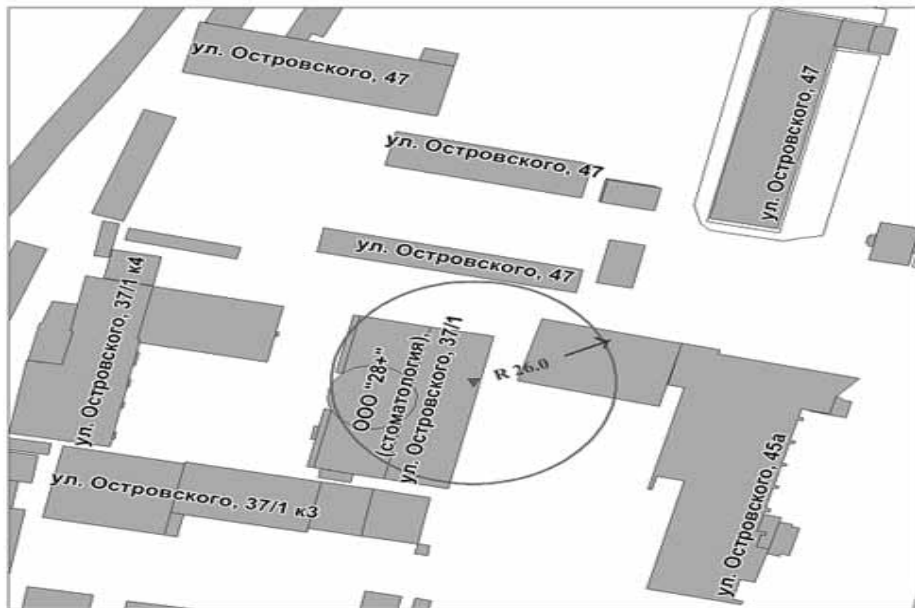 ул. Островского, 47
ул. Островского, 47
ул. Островского, 47
ул. Островского, 47
ул. Островского, 37/1 к4
ООО "28+"
(стоматология),
ул. Островского, 37/1
R 26.0
ул. Островского, 37/1 к3
ул. Островского, 45а